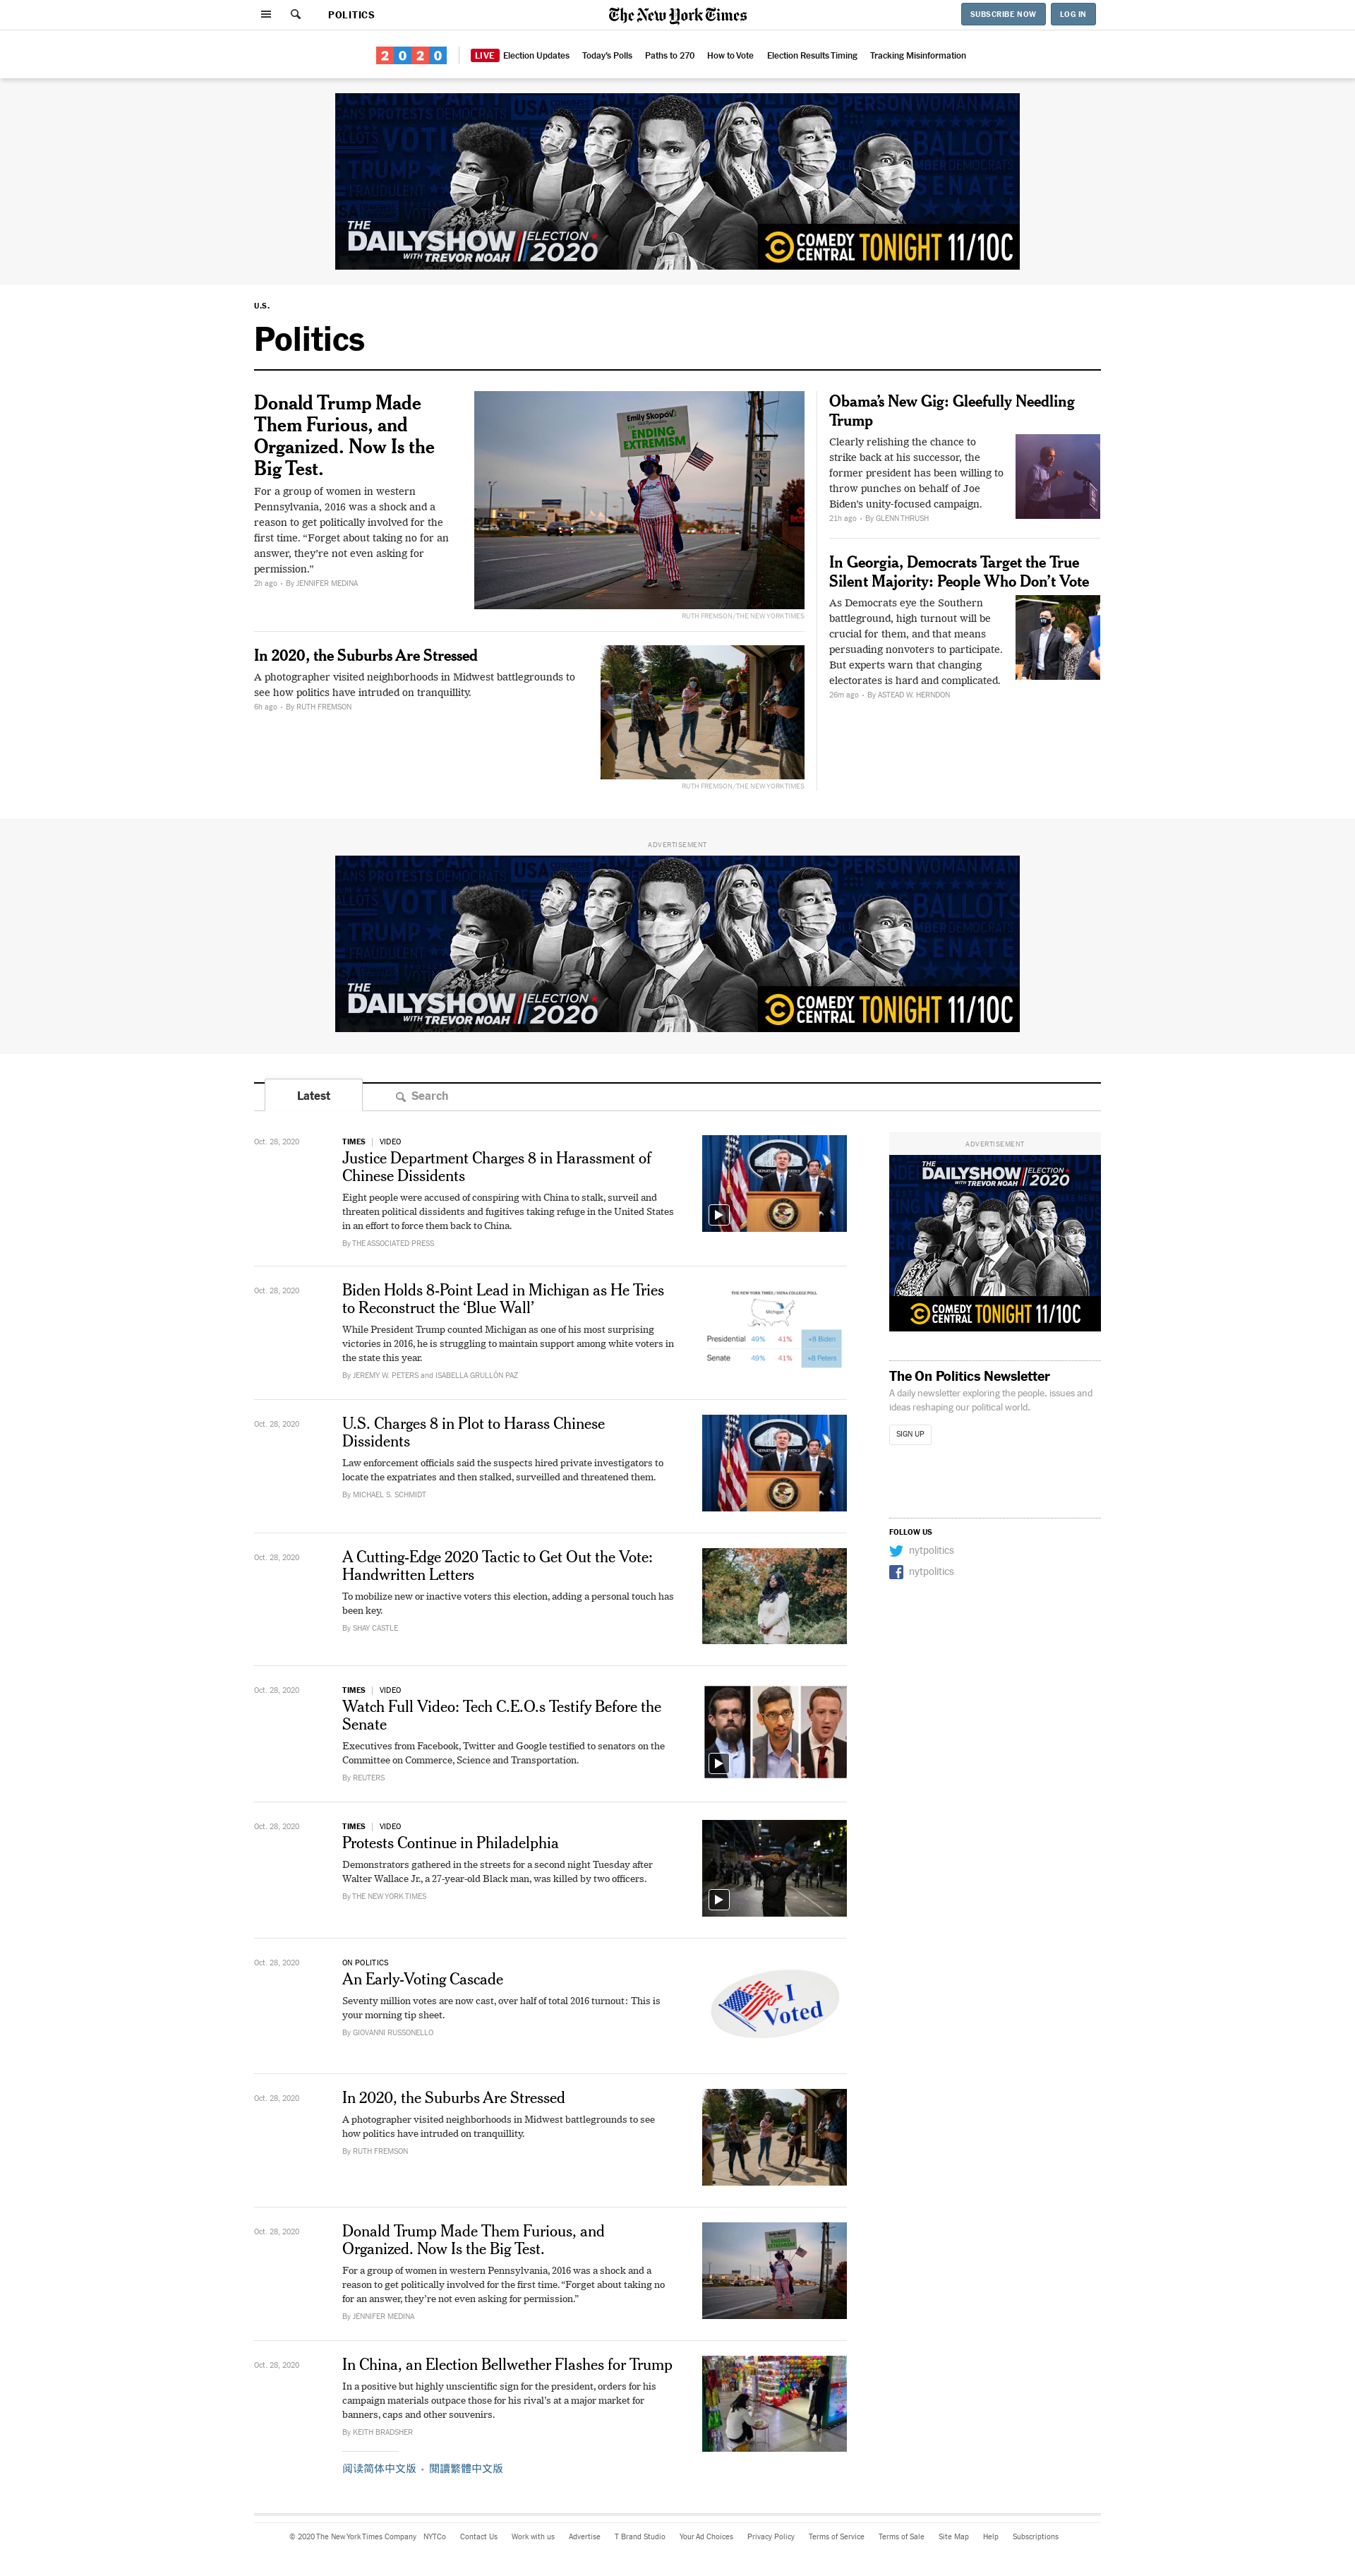 POLITICS
The New York Times
SUBSCRIBE NOW
LOG IN
2020
LIVE Election Updates
Today's Polls
Paths to 270
How to Vote
Election Results Timing
Tracking Misinformation
THE
DAILY SHOW
WITH TREVOR NOAH
ELECTION
2020
COMEDY
CENTRAL
TONIGHT 11/10C
U.S.
Politics
Donald Trump Made
Them Furious, and
Organized. Now Is the
Big Test.
For a group of women in western
Pennsylvania, 2016 was a shock and a
reason to get politically involved for the
first time. “Forget about taking no for an
answer, they’re not even asking for
permission.”
2h ago • By JENNIFER MEDINA
Emily Skopov
ENDING
EXTREMISM
RUTH FREMSON/THE NEW YORK TIMES
In 2020, the Suburbs Are Stressed
A photographer visited neighborhoods in Midwest battlegrounds to
see how politics have intruded on tranquillity.
6h ago • By RUTH FREMSON
RUTH FREMSON/THE NEW YORK TIMES
Obama’s New Gig: Gleefully Needling
Trump
Clearly relishing the chance to
strike back at his successor, the
former president has been willing to
throw punches on behalf of Joe
Biden’s unity-focused campaign.
21h ago • By GLENN THRUSH
In Georgia, Democrats Target the True
Silent Majority: People Who Don’t Vote
As Democrats eye the Southern
battleground, high turnout will be
crucial for them, and that means
persuading nonvoters to participate.
But experts warn that changing
electorates is hard and complicated.
26m ago • By ASTEAD W. HERNDON
ADVERTISEMENT
THE
DAILY SHOW
WITH TREVOR NOAH
ELECTION
2020
COMEDY
CENTRAL
TONIGHT 11/10C
Latest
Search
Oct. 28, 2020
TIMES | VIDEO
Justice Department Charges 8 in Harassment of
Chinese Dissidents
Eight people were accused of conspiring with China to stalk, surveil and
threaten political dissidents and fugitives taking refuge in the United States
in an effort to force them back to China.
By THE ASSOCIATED PRESS
Oct. 28, 2020
Biden Holds 8-Point Lead in Michigan as He Tries
to Reconstruct the ‘Blue Wall’
While President Trump counted Michigan as one of his most surprising
victories in 2016, he is struggling to maintain support among white voters in
the state this year.
By JEREMY W. PETERS and ISABELLA GRULLÓN PAZ
THE NEW YORK TIMES / SIENA COLLEGE POLL
Michigan
Presidential 49% 41% +8 Biden
Senate 49% 41% +8 Peters
Oct. 28, 2020
U.S. Charges 8 in Plot to Harass Chinese
Dissidents
Law enforcement officials said the suspects hired private investigators to
locate the expatriates and then stalked, surveilled and threatened them.
By MICHAEL S. SCHMIDT
Oct. 28, 2020
A Cutting-Edge 2020 Tactic to Get Out the Vote:
Handwritten Letters
To mobilize new or inactive voters this election, adding a personal touch has
been key.
By SHAY CASTLE
Oct. 28, 2020
TIMES | VIDEO
Watch Full Video: Tech C.E.O.s Testify Before the
Senate
Executives from Facebook, Twitter and Google testified to senators on the
Committee on Commerce, Science and Transportation.
By REUTERS
Oct. 28, 2020
TIMES | VIDEO
Protests Continue in Philadelphia
Demonstrators gathered in the streets for a second night Tuesday after
Walter Wallace Jr., a 27-year-old Black man, was killed by two officers.
By THE NEW YORK TIMES
Oct. 28, 2020
ON POLITICS
An Early-Voting Cascade
Seventy million votes are now cast, over half of total 2016 turnout: This is
your morning tip sheet.
By GIOVANNI RUSSONELLO
I
Voted
Oct. 28, 2020
In 2020, the Suburbs Are Stressed
A photographer visited neighborhoods in Midwest battlegrounds to see
how politics have intruded on tranquillity.
By RUTH FREMSON
Oct. 28, 2020
Donald Trump Made Them Furious, and
Organized. Now Is the Big Test.
For a group of women in western Pennsylvania, 2016 was a shock and a
reason to get politically involved for the first time. “Forget about taking no
for an answer, they’re not even asking for permission.”
By JENNIFER MEDINA
Oct. 28, 2020
In China, an Election Bellwether Flashes for Trump
In a positive but highly unscientific sign for the president, orders for his
campaign materials outpace those for his rival’s at a major market for
banners, caps and other souvenirs.
By KEITH BRADSHER
阅读简体中文版 • 閱讀繁體中文版
ADVERTISEMENT
THE
DAILY SHOW
WITH TREVOR NOAH
ELECTION
2020
COMEDY
CENTRAL
TONIGHT 11/10C
The On Politics Newsletter
A daily newsletter exploring the people, issues and
ideas reshaping our political world.
SIGN UP
FOLLOW US
nytpolitics
nytpolitics
© 2020 The New York Times Company
NYTCo
Contact Us
Work with us
Advertise
T Brand Studio
Your Ad Choices
Privacy Policy
Terms of Service
Terms of Sale
Site Map
Help
Subscriptions